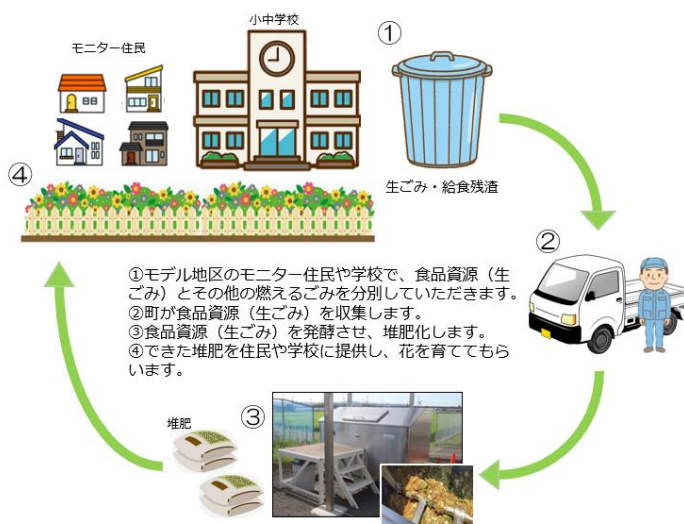 小中学校
モニター住民
①
生ごみ・給食残渣
④
②
①モデル地区のモニター住民や学校で、食品資源（生
ごみ）とその他の燃えるごみを分別していただきます。
②町が食品資源（生ごみ）を収集します。
③食品資源（生ごみ）を発酵させ、堆肥化します。
④できた堆肥を住民や学校に提供し、花を育ててもら
います。
③
堆肥